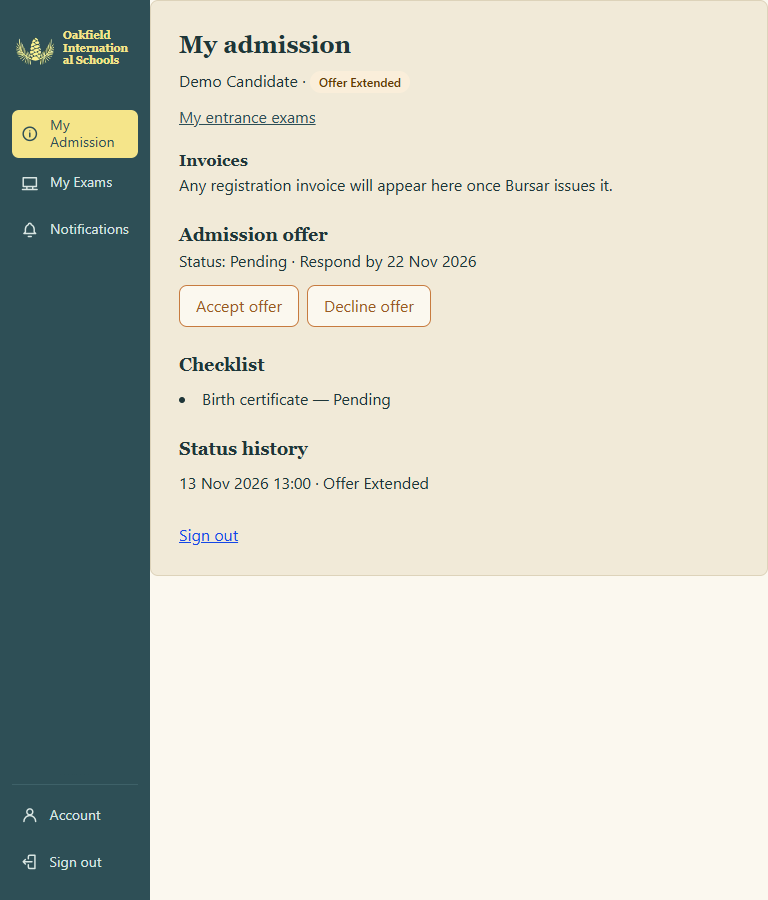 Oakfield
Internation
al Schools
My
Admission
My Exams
Notifications
Account
Sign out
My admission
Demo Candidate · Offer Extended
My entrance exams
Invoices
Any registration invoice will appear here once Bursar issues it.
Admission offer
Status: Pending · Respond by 22 Nov 2026
Accept offer Decline offer
Checklist
• Birth certificate — Pending
Status history
13 Nov 2026 13:00 · Offer Extended
Sign out